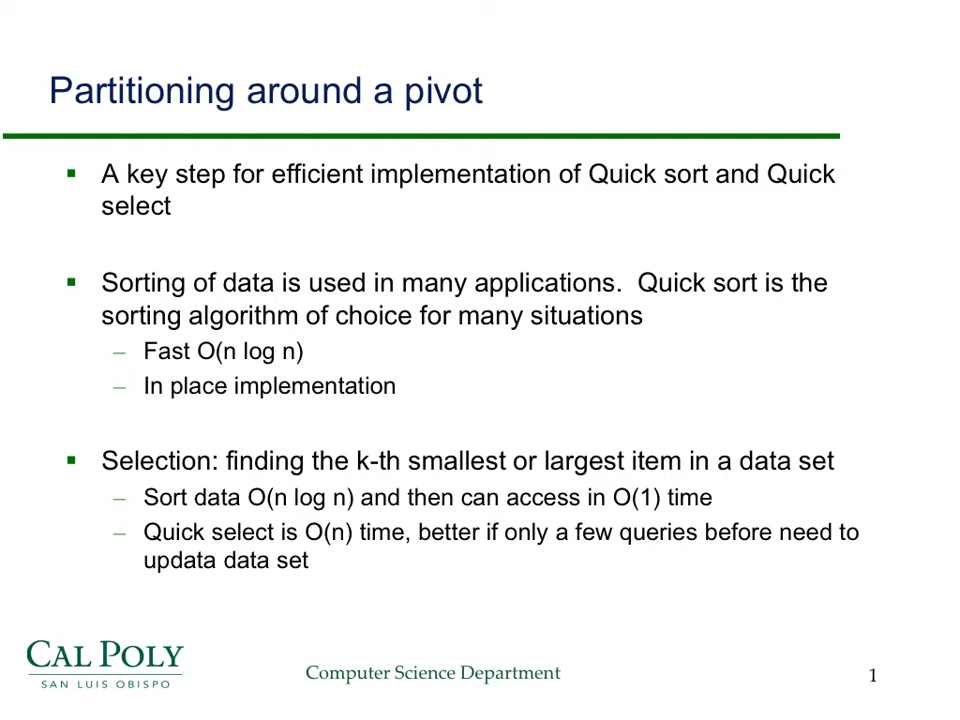 Partitioning around a pivot
▪ A key step for efficient implementation of Quick sort and Quick
select
▪ Sorting of data is used in many applications.  Quick sort is the
sorting algorithm of choice for many situations
– Fast O(n log n)
– In place implementation
▪ Selection: finding the k-th smallest or largest item in a data set
– Sort data O(n log n) and then can access in O(1) time
– Quick select is O(n) time, better if only a few queries before need to
updata data set
CAL POLY
SAN LUIS OBISPO
Computer Science Department
1